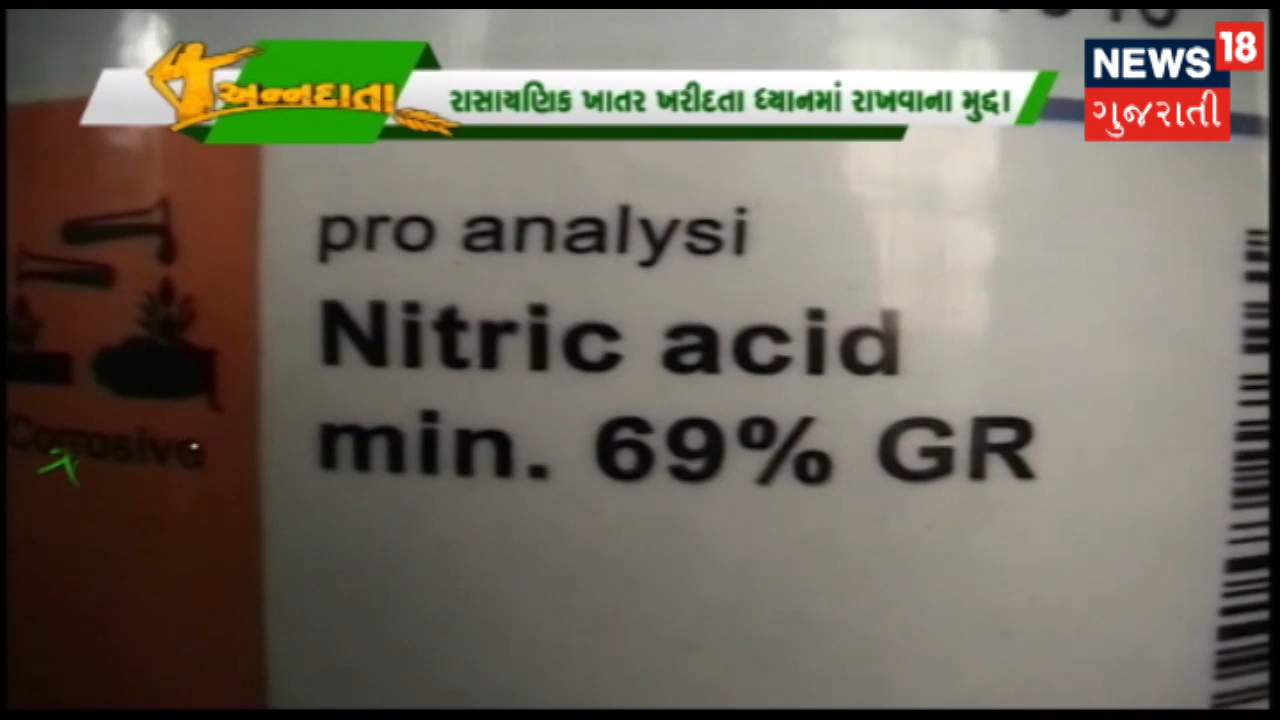 અન્નદાતા
રાસાયણિક ખાતર ખરીદતા ધ્યાનમાં રાખવાના મુદ્દા
NEWS 18
ગુજરાતી
pro analysi
Nitric acid
min. 69% GR
Corrosive